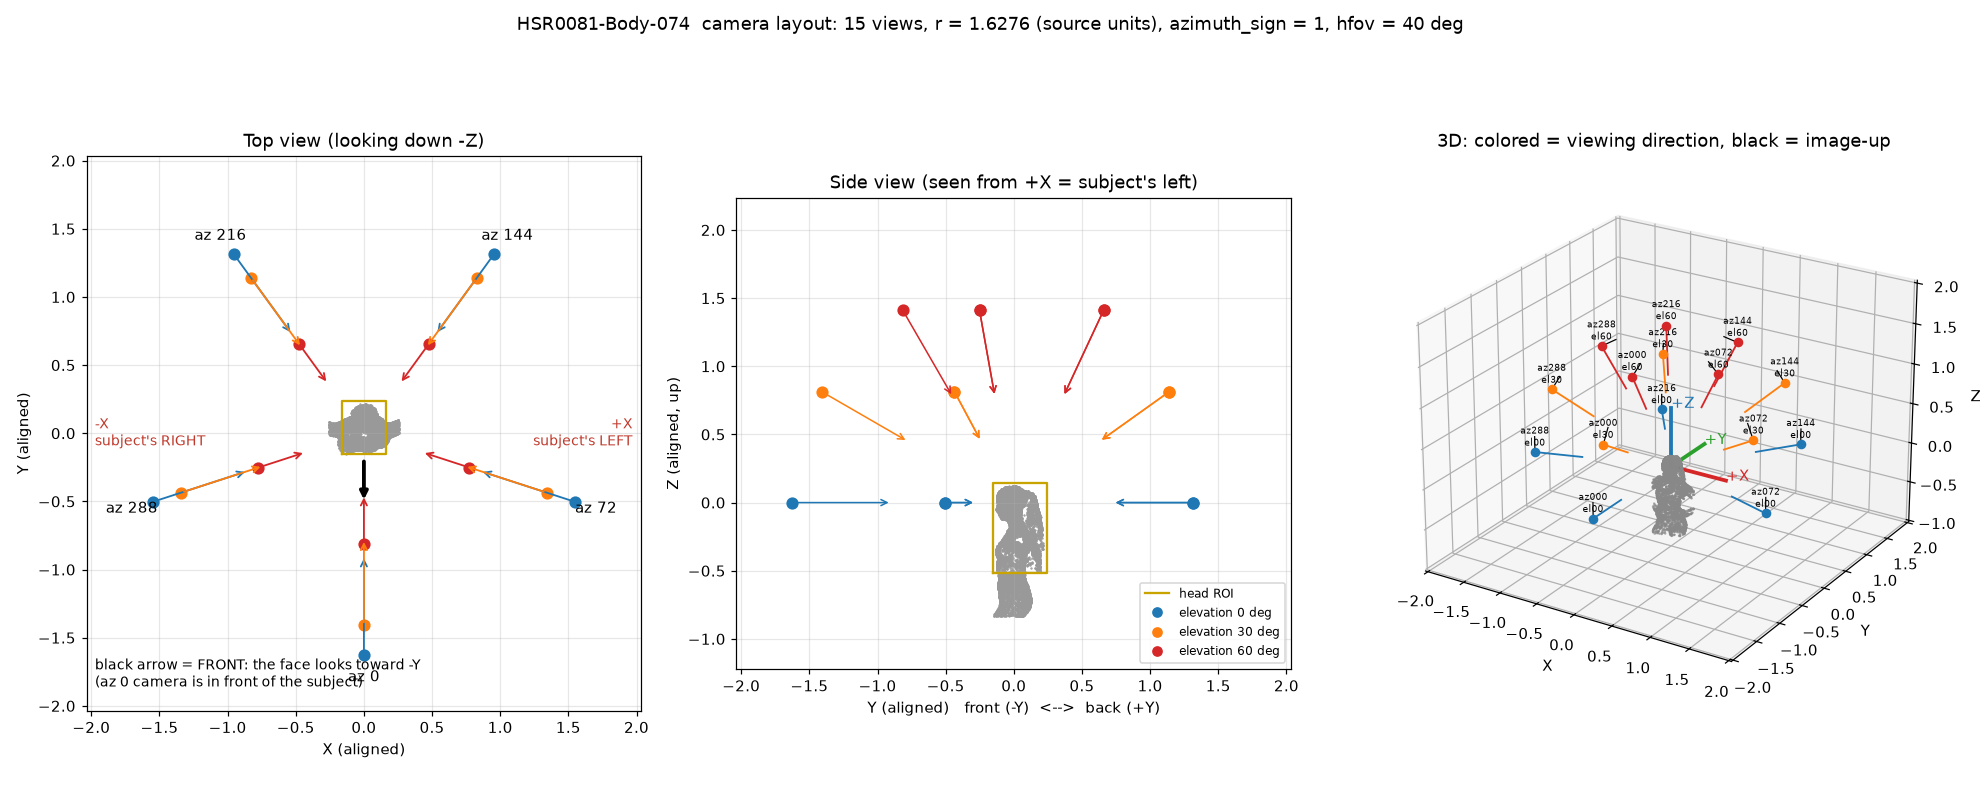 HSR0081-Body-074  camera layout: 15 views, r = 1.6276 (source units), azimuth_sign = 1, hfov = 40 deg
Top view (looking down -Z)
2.0
1.5
1.0
0.5
0.0
−0.5
−1.0
−1.5
−2.0
Y (aligned)
az 216
az 144
-X
subject's RIGHT
+X
subject's LEFT
az 288
az 72
black arrow = FRONT: the face looks toward -Y
(az 0 camera is in front of the subject)
az 0
−2.0 −1.5 −1.0 −0.5 0.0 0.5 1.0 1.5 2.0
X (aligned)
Side view (seen from +X = subject's left)
2.0
1.5
1.0
0.5
0.0
−0.5
−1.0
Z (aligned, up)
head ROI
elevation 0 deg
elevation 30 deg
elevation 60 deg
−2.0 −1.5 −1.0 −0.5 0.0 0.5 1.0 1.5 2.0
Y (aligned)   front (-Y)  <-->  back (+Y)
3D: colored = viewing direction, black = image-up
az216
el60
az288
el60
az216
el30
az144
el60
az000
el60
az072
el60
az144
el30
az288
el30
az216
el00
+Z
az288
el00
az000
el30
+Y
az072
el30
az144
el00
+X
az000
el00
az072
el00
2.0
1.5
1.0
0.5
0.0
−0.5
−1.0
Z
−2.0
−1.5
−1.0
−0.5
0.0
0.5
1.0
1.5
2.0
X
2.0
1.5
1.0
0.5
0.0
−0.5
−1.0
−1.5
−2.0
Y